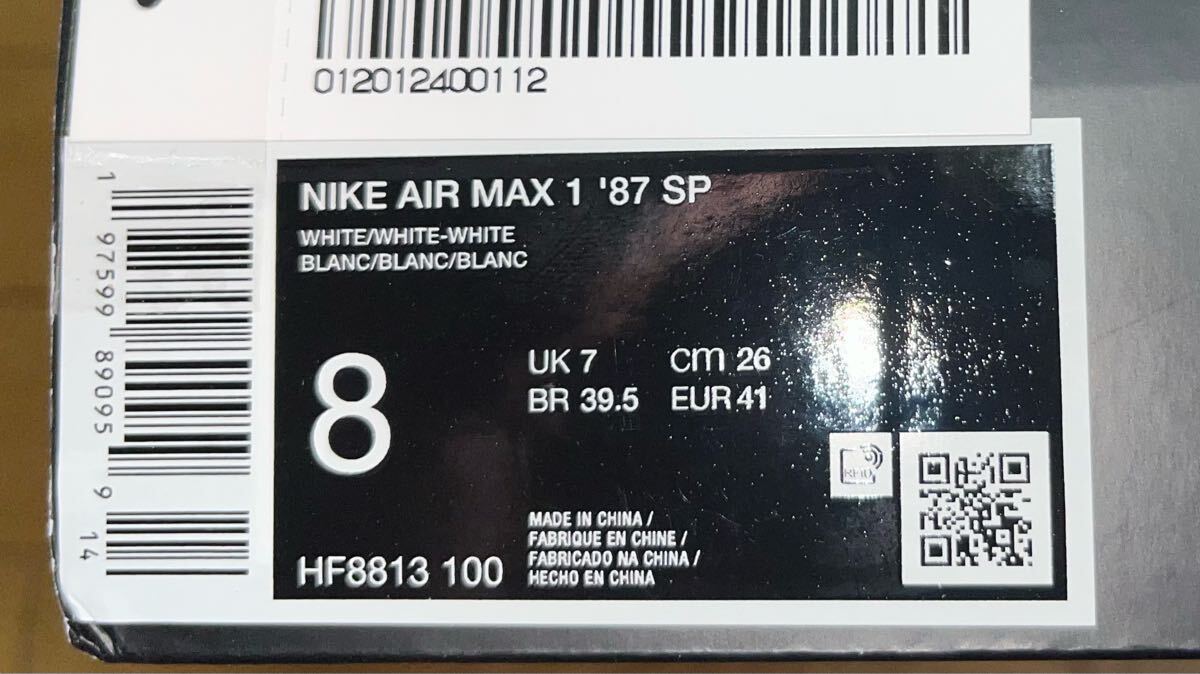 012012400112
NIKE AIR MAX 1 '87 SP
WHITE/WHITE-WHITE
BLANC/BLANC/BLANC
8
UK 7 cm 26
BR 39.5 EUR 41
RFID
MADE IN CHINA /
FABRIQUE EN CHINE /
FABRICADO NA CHINA /
HECHO EN CHINA
HF8813 100
1 97599 89095 9 14